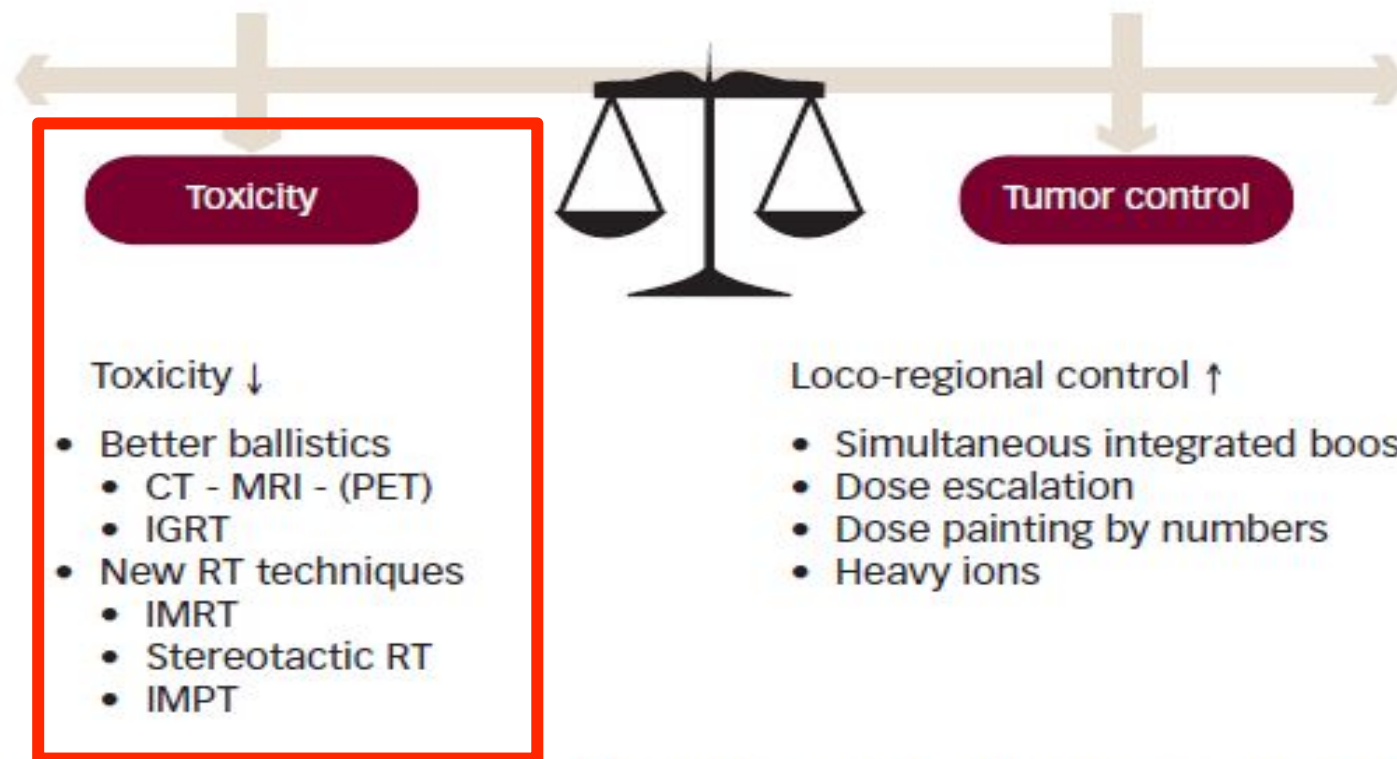 Toxicity
Tumor control
Toxicity ↓
• Better ballistics
• CT - MRI - (PET)
• IGRT
• New RT techniques
• IMRT
• Stereotactic RT
• IMPT
Loco-regional control ↑
• Simultaneous integrated boos
• Dose escalation
• Dose painting by numbers
• Heavy ions